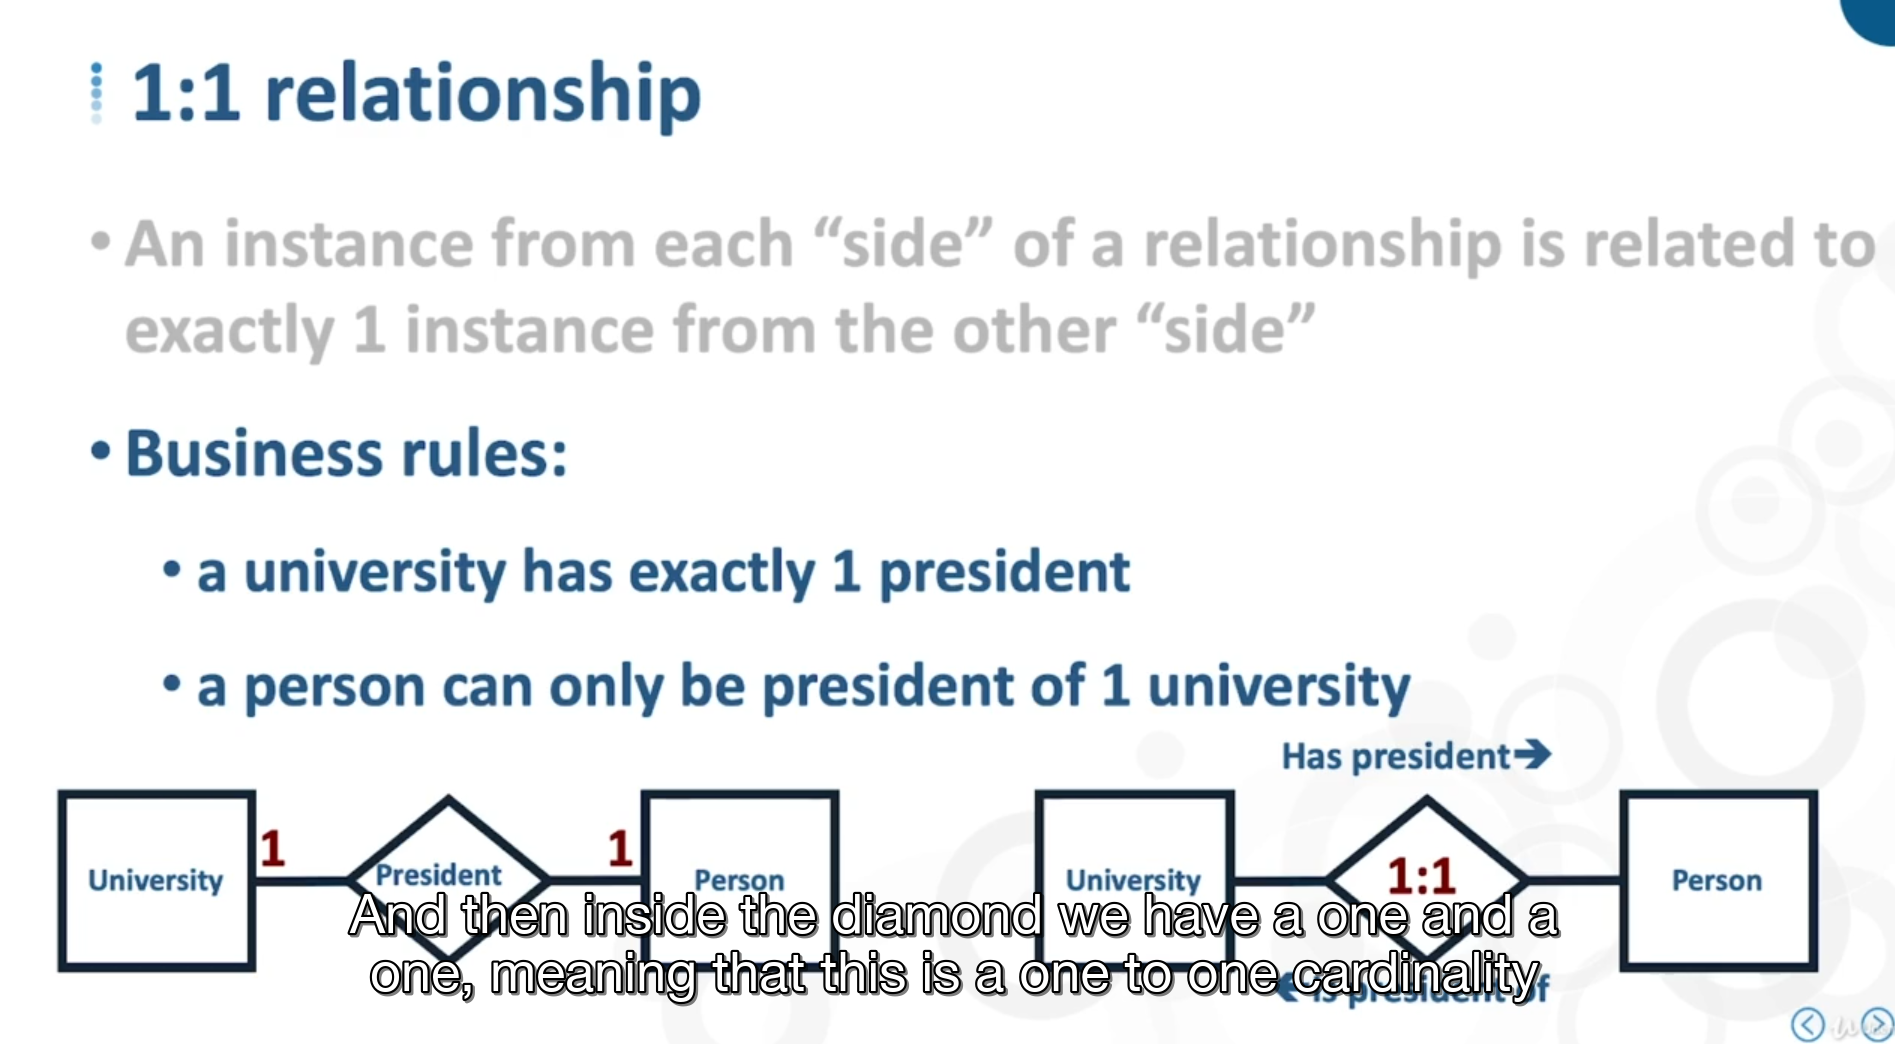 1:1 relationship
• An instance from each “side” of a relationship is related to
exactly 1 instance from the other “side”
• Business rules:
• a university has exactly 1 president
• a person can only be president of 1 university
Has president➔
University
1
President
1
Person
University
1:1
Person
is president of
And then inside the diamond we have a one and a
one, meaning that this is a one to one cardinality